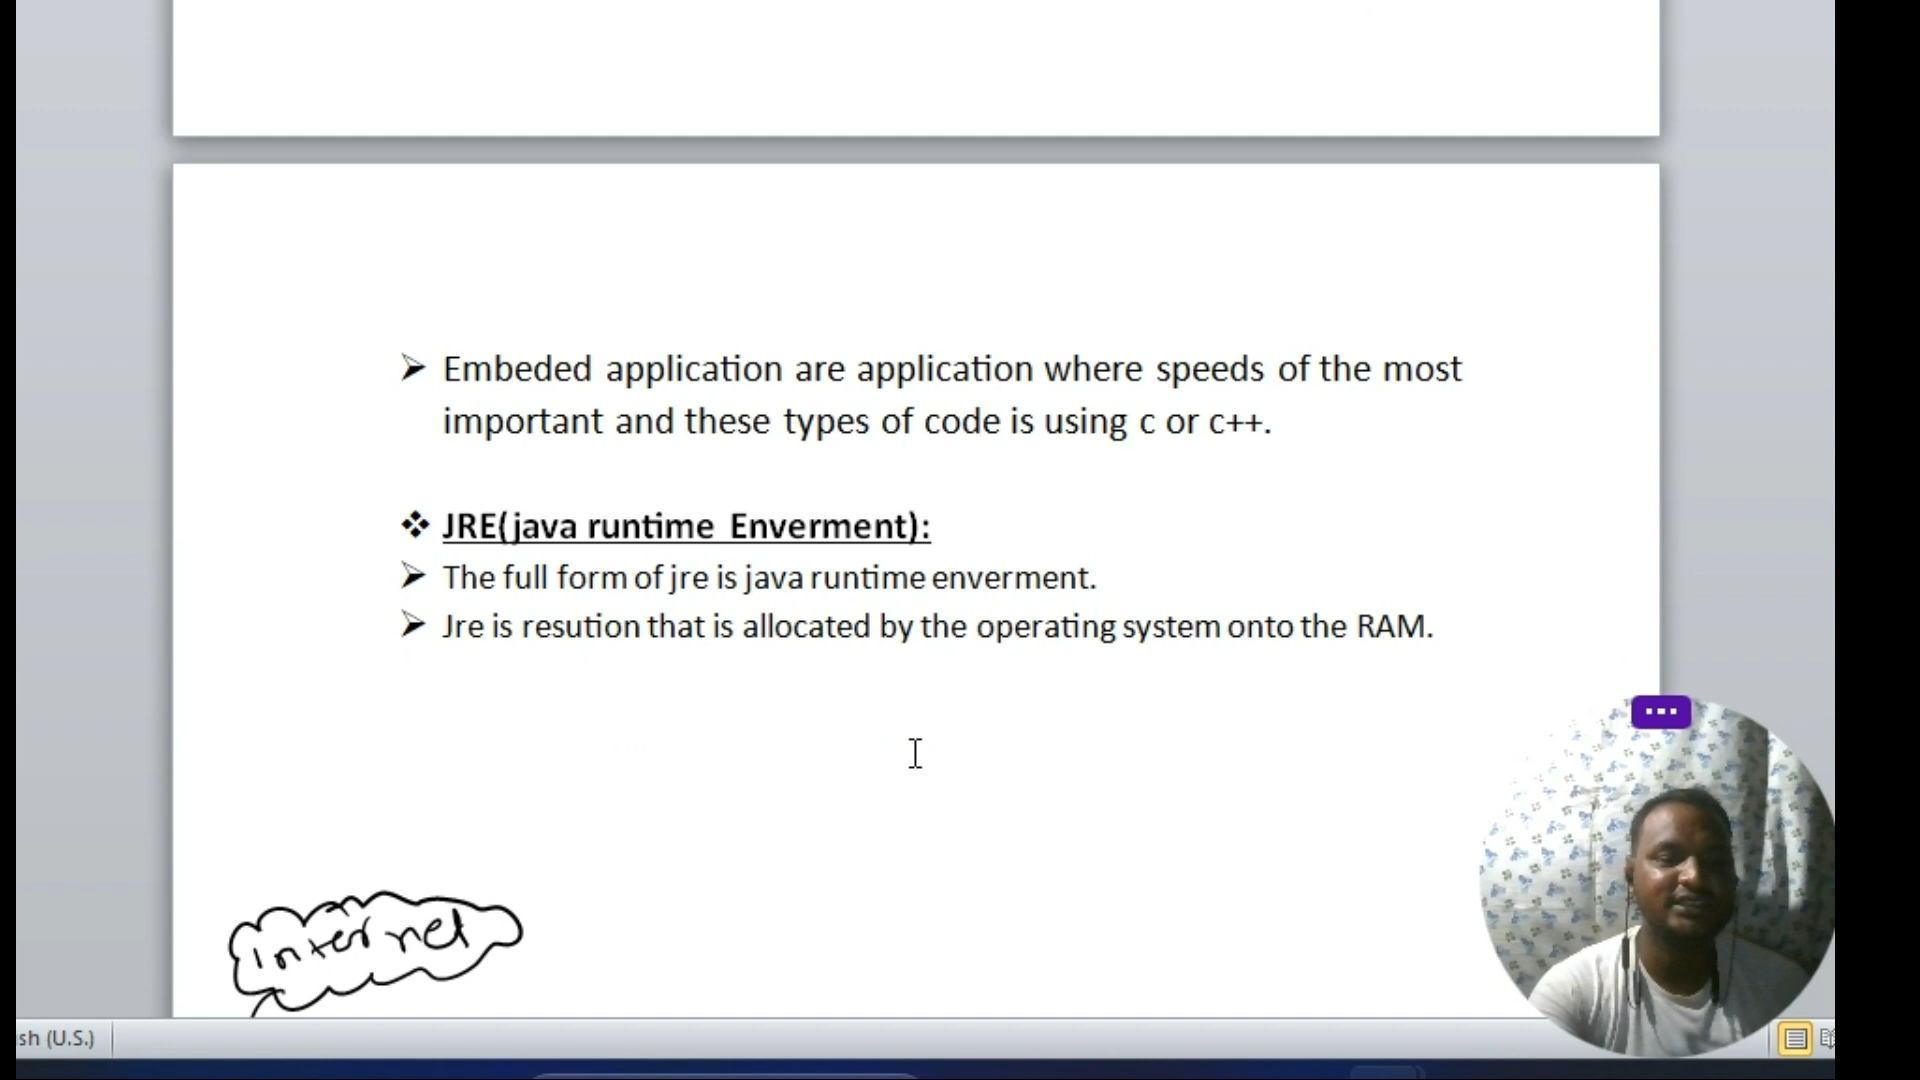 Embeded application are application where speeds of the most
important and these types of code is using c or c++.
JRE(java runtime Enverment):
The full form of jre is java runtime enverment.
Jre is resution that is allocated by the operating system onto the RAM.
internet
sh (U.S.)